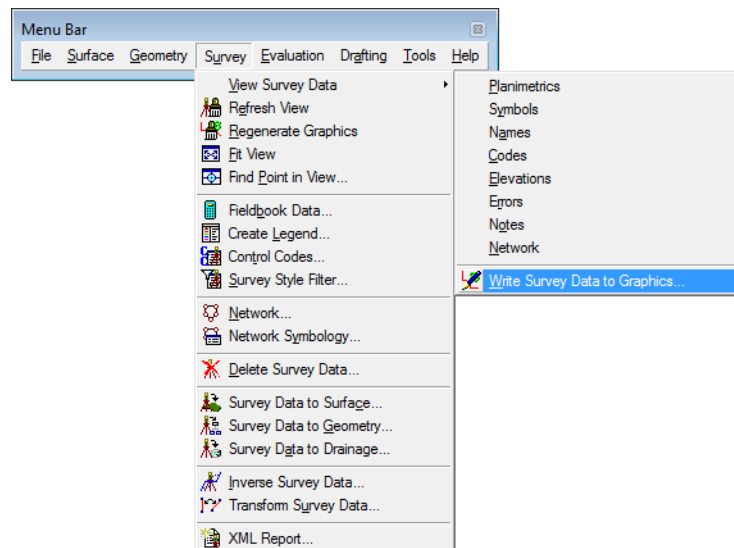 Menu Bar
File Surface Geometry Survey Evaluation Drafting Tools Help
View Survey Data
Refresh View
Regenerate Graphics
Fit View
Find Point in View...
Fieldbook Data...
Create Legend...
Control Codes...
Survey Style Filter...
Network...
Network Symbology...
Delete Survey Data...
Survey Data to Surface...
Survey Data to Geometry...
Survey Data to Drainage...
Inverse Survey Data...
Transform Survey Data...
XML Report...
Planimetrics
Symbols
Names
Codes
Elevations
Errors
Notes
Network
Write Survey Data to Graphics...